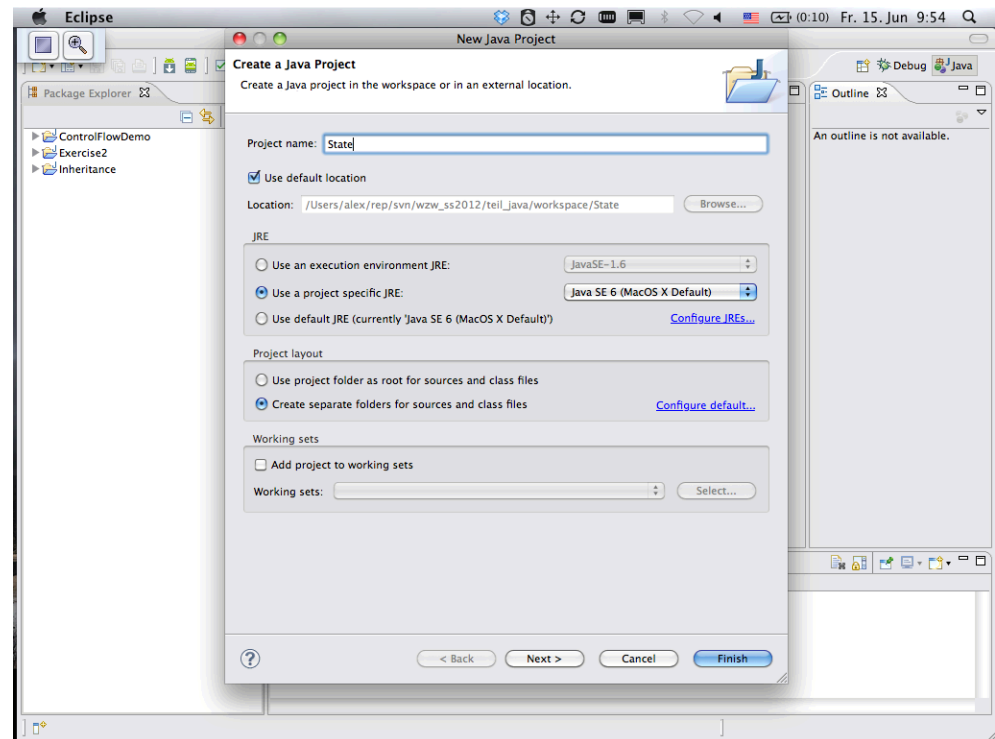 Eclipse
(0:10) Fr. 15. Jun 9:54
New Java Project
Create a Java Project
Create a Java project in the workspace or in an external location.
Debug
Java
Package Explorer
Outline
ControlFlowDemo
Exercise2
Inheritance
An outline is not available.
Project name: State
Use default location
Location: /Users/alex/rep/svn/wzw_ss2012/teil_java/workspace/State Browse...
JRE
Use an execution environment JRE: JavaSE-1.6
Use a project specific JRE: Java SE 6 (MacOS X Default)
Use default JRE (currently 'Java SE 6 (MacOS X Default)') Configure JREs...
Project layout
Use project folder as root for sources and class files
Create separate folders for sources and class files Configure default...
Working sets
Add project to working sets
Working sets: Select...
? < Back Next > Cancel Finish